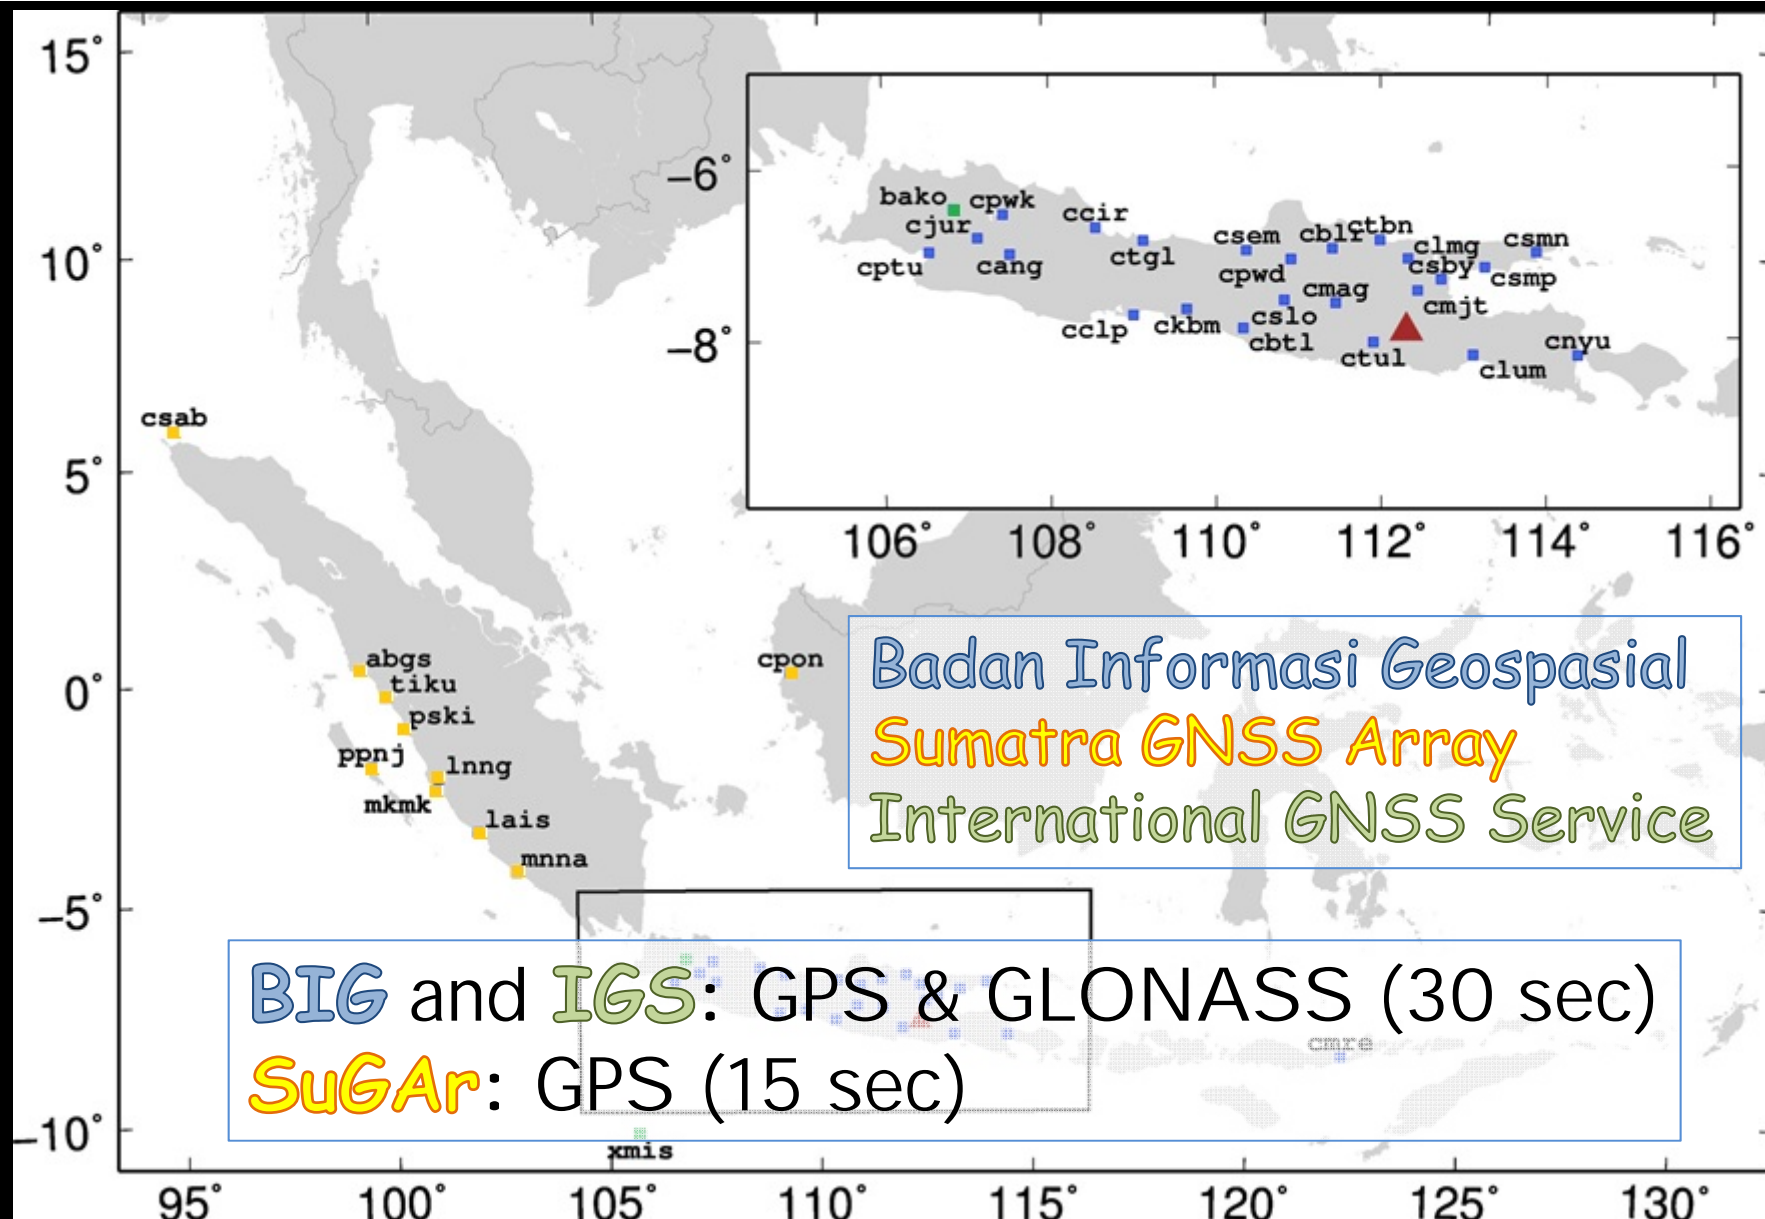 15°
10°
5°
0°
−5°
−10°
95°
100°
105°
110°
115°
120°
125°
130°
−6°
−8°
106°
108°
110°
112°
114°
116°
bako
cpwk
cjur
cptu
cang
ccir
ctgl
cclp
ckbm
csem
cpwd
cblr
ctbn
clmg
csby
csmn
csmp
cmag
cmjt
cslo
cbtl
ctul
clum
cnyu
csab
abgs
tiku
pski
ppnj
lnng
mkmk
lais
mnna
cpon
Badan Informasi Geospasial
Sumatra GNSS Array
International GNSS Service
BIG and IGS: GPS & GLONASS (30 sec)
SuGAr: GPS (15 sec)
cmre
xmis